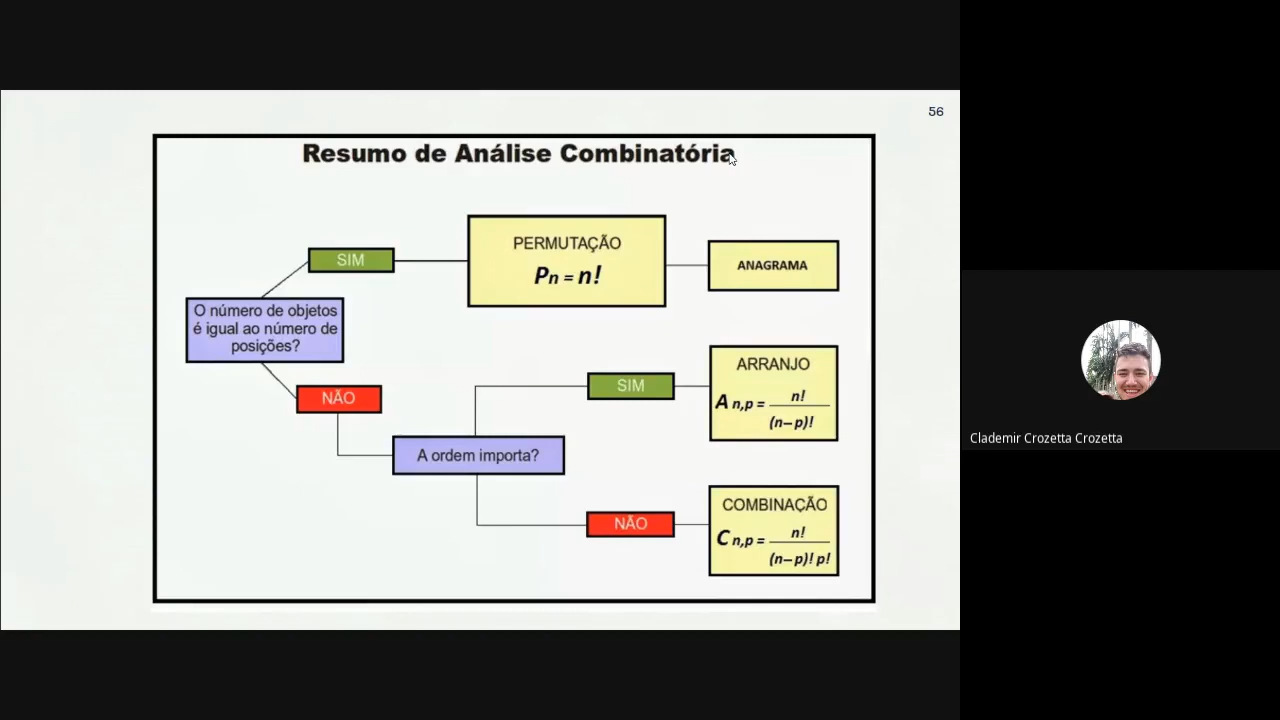 56
Resumo de Análise Combinatória
SIM
PERMUTAÇÃO
Pn = n!
ANAGRAMA
O número de objetos
é igual ao número de
posições?
NÃO
A ordem importa?
SIM
ARRANJO
A n,p = n!
(n–p)!
NÃO
COMBINAÇÃO
C n,p = n!
(n–p)! p!
Clademir Crozetta Crozetta